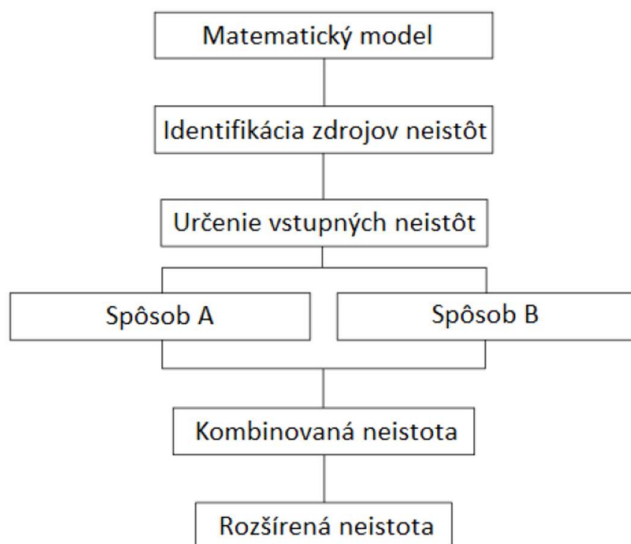 Matematický model
Identifikácia zdrojov neistôt
Určenie vstupných neistôt
Spôsob A
Spôsob B
Kombinovaná neistota
Rozšírená neistota